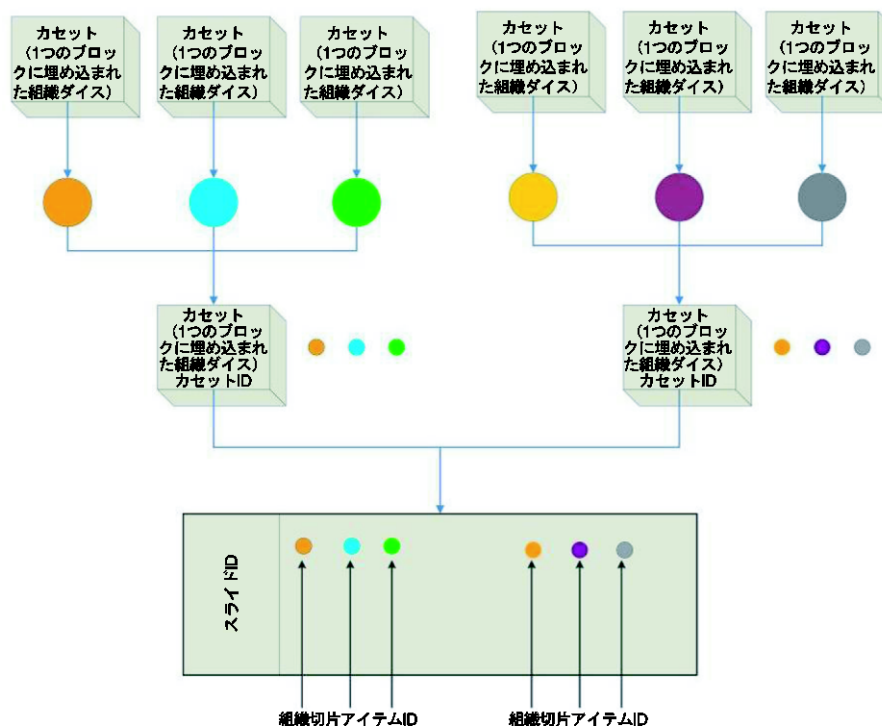 カセット
（1つのブロッ
クに埋め込まれ
た組織ダイス）
カセット
（1つのブロッ
クに埋め込まれ
た組織ダイス）
カセット
（1つのブロッ
クに埋め込まれ
た組織ダイス）
カセット
（1つのブロッ
クに埋め込まれ
た組織ダイス）
カセット
（1つのブロッ
クに埋め込まれ
た組織ダイス）
カセット
（1つのブロッ
クに埋め込まれ
た組織ダイス）
カセット
（1つのブロッ
クに埋め込まれ
た組織ダイス）
カセットID
カセット
（1つのブロッ
クに埋め込まれ
た組織ダイス）
カセットID
スライドID
組織切片アイテムID
組織切片アイテムID